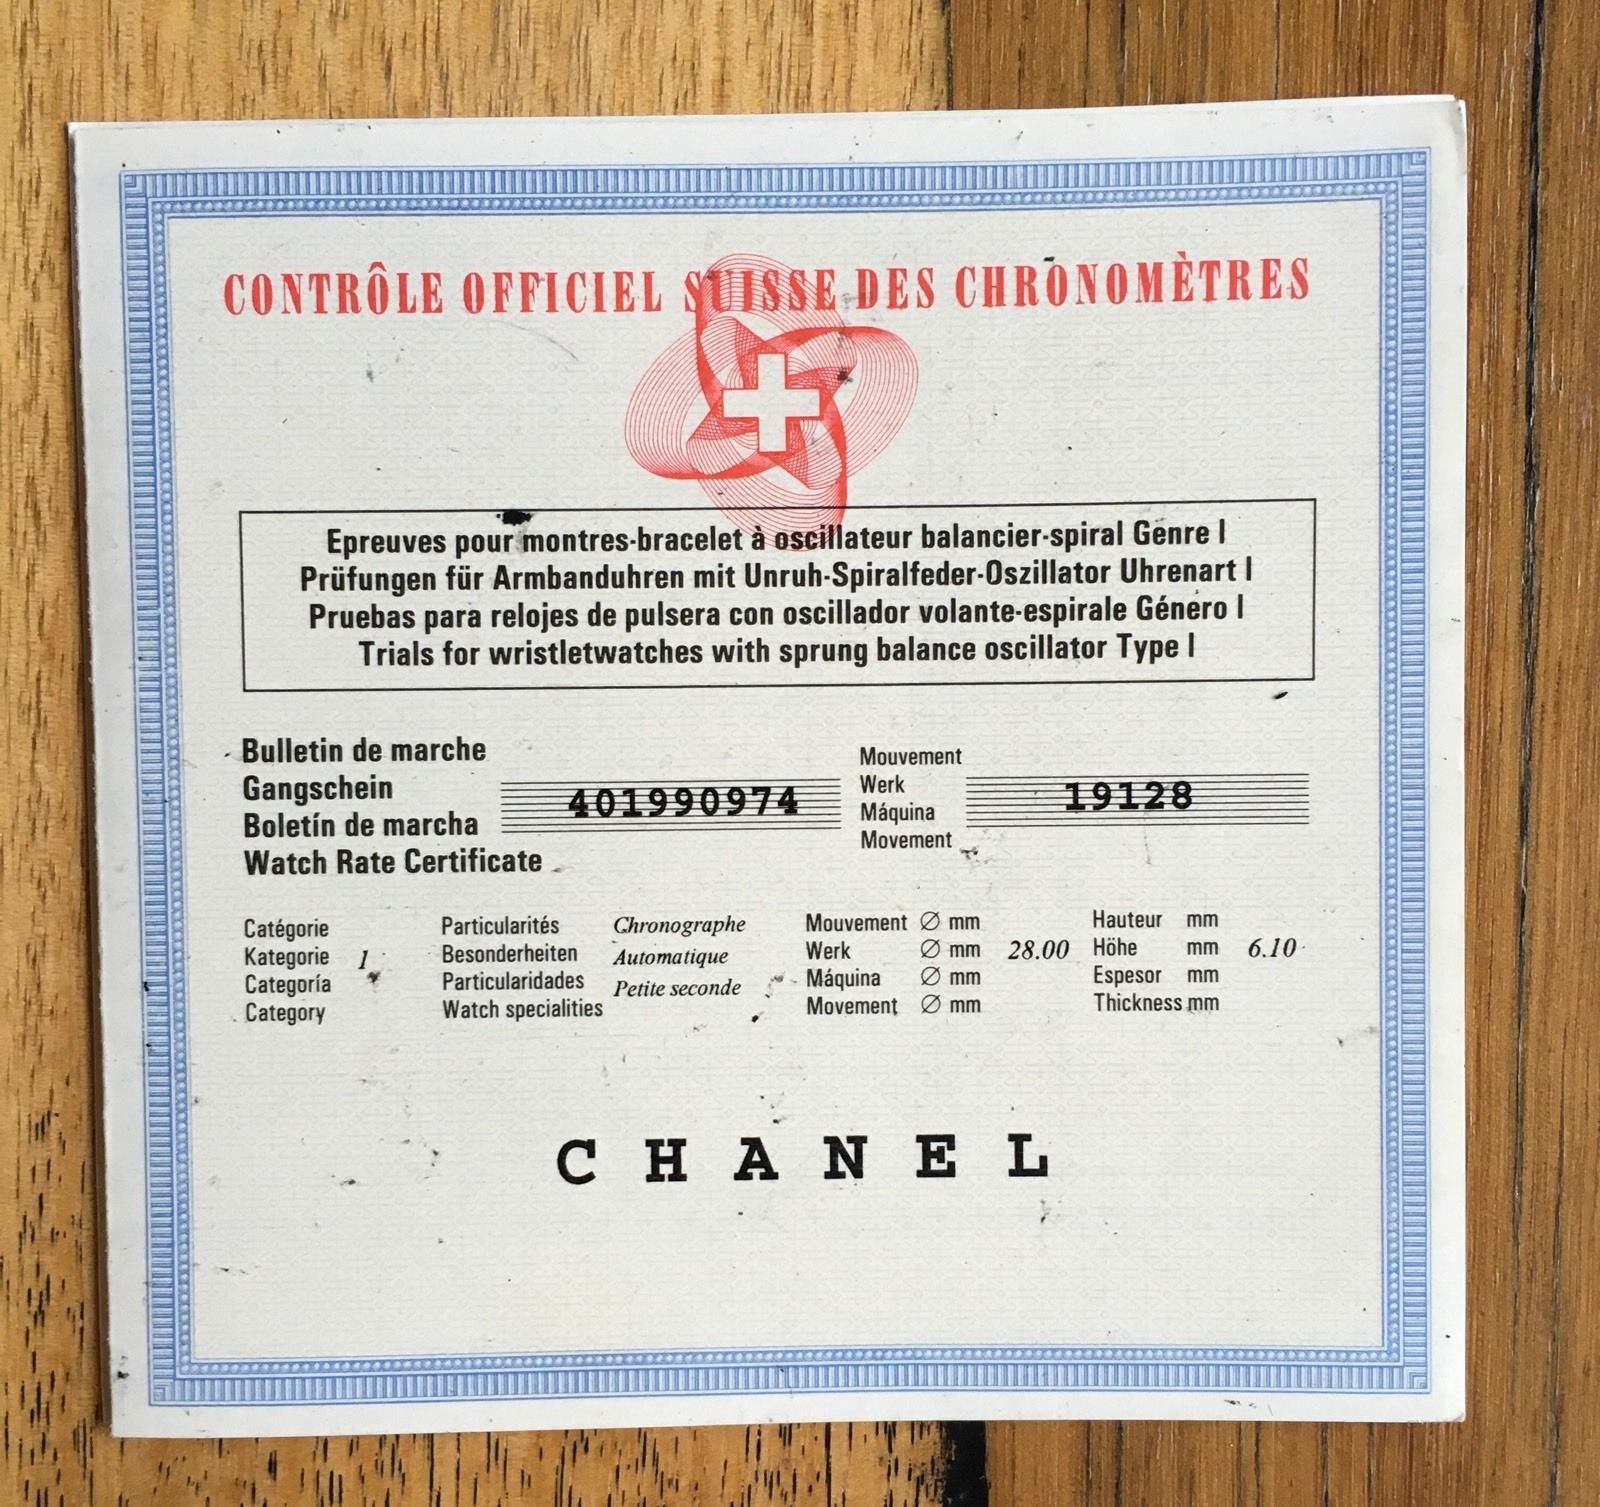 CONTRÔLE OFFICIEL SUISSE DES CHRONOMÈTRES
Epreuves pour montres-bracelet à oscillateur balancier-spiral Genre I
Prüfungen für Armbanduhren mit Unruh-Spiralfeder-Oszillator Uhrenart I
Pruebas para relojes de pulsera con oscillador volante-espirale Género I
Trials for wristletwatches with sprung balance oscillator Type I
Bulletin de marche
Gangschein
Boletín de marcha
Watch Rate Certificate
401990974
Mouvement
Werk
Máquina
Movement
19128
Catégorie
Kategorie 1
Categoría
Category
Particularités
Besonderheiten
Particularidades
Watch specialities
Chronographe
Automatique
Petite seconde
Mouvement ∅ mm
Werk ∅ mm 28.00
Máquina ∅ mm
Movement ∅ mm
Hauteur mm
Höhe mm 6.10
Espesor mm
Thickness mm
CHANEL